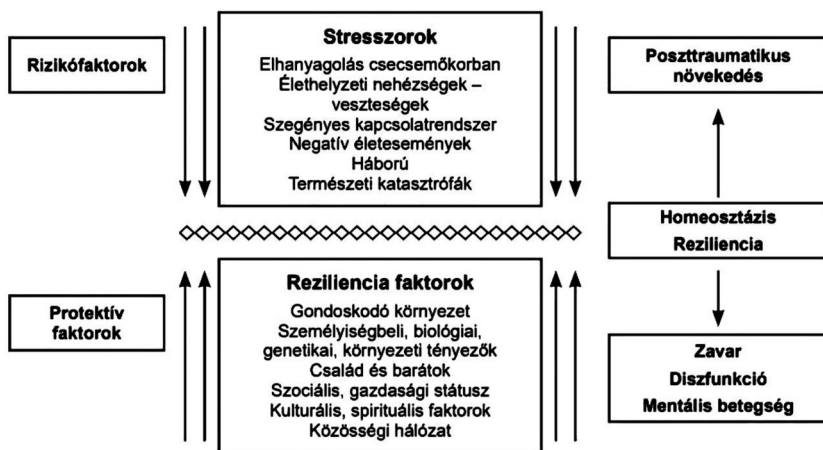 Rizikófaktorok
Stresszorok
Elhanyagolás csecsemőkorban
Élethelyzeti nehézségek –
veszteségek
Szegényes kapcsolatrendszer
Negatív életesemények
Háború
Természeti katasztrófák
Poszttraumatikus
növekedés
Homeosztázis
Reziliencia
Protektív
faktorok
Reziliencia faktorok
Gondoskodó környezet
Személyiségbeli, biológiai,
genetikai, környezeti tényezők
Család és barátok
Szociális, gazdasági státusz
Kulturális, spirituális faktorok
Közösségi hálózat
Zavar
Diszfunkció
Mentális betegség